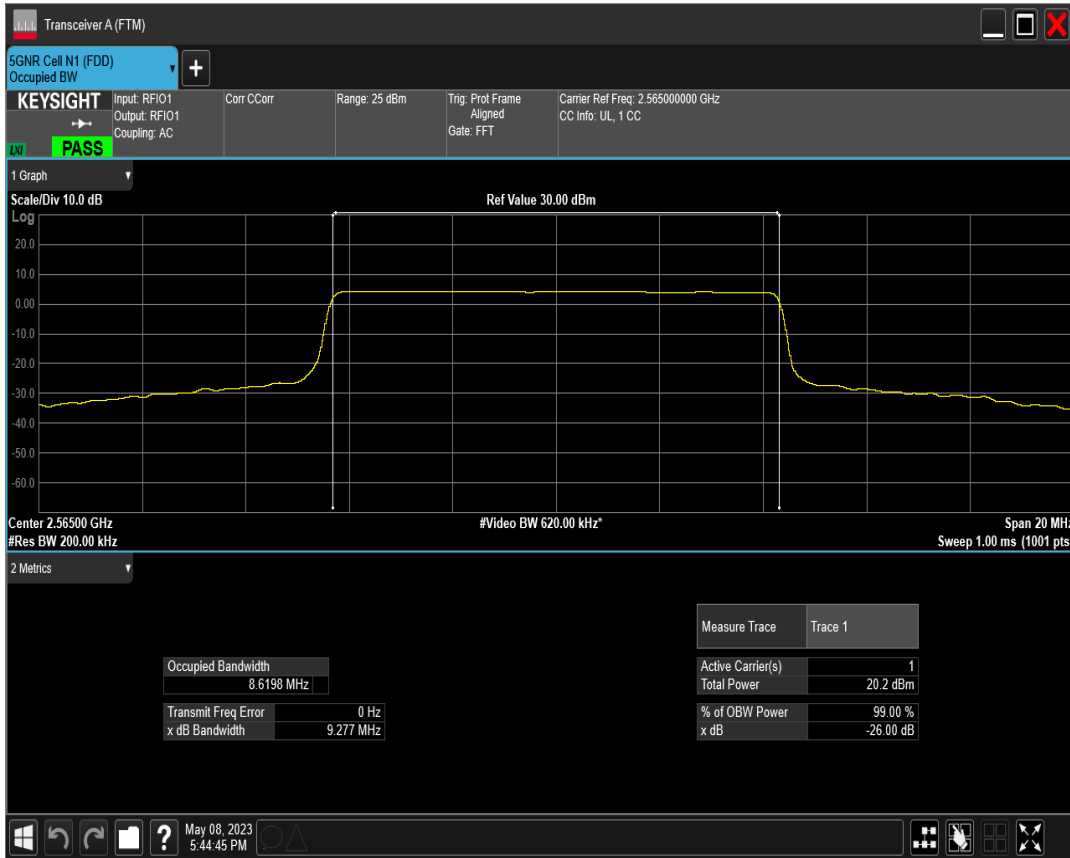 Transceiver A (FTM)
5GNR Cell N1 (FDD)
Occupied BW
+
KEYSIGHT
LXI
PASS
Input: RFIO1
Output: RFIO1
Coupling: AC
Corr CCorr
Range: 25 dBm
Trig: Prot Frame
Aligned
Gate: FFT
Carrier Ref Freq: 2.565000000 GHz
CC Info: UL, 1 CC
1 Graph
Scale/Div 10.0 dB
Ref Value 30.00 dBm
Log
20.0
10.0
0.00
-10.0
-20.0
-30.0
-40.0
-50.0
-60.0
Center 2.56500 GHz
#Video BW 620.00 kHz*
Span 20 MHz
#Res BW 200.00 kHz
Sweep 1.00 ms (1001 pts
2 Metrics
Measure Trace Trace 1
Occupied Bandwidth
8.6198 MHz
Active Carrier(s) 1
Total Power 20.2 dBm
Transmit Freq Error 0 Hz
x dB Bandwidth 9.277 MHz
% of OBW Power 99.00 %
x dB -26.00 dB
?
May 08, 2023
5:44:45 PM